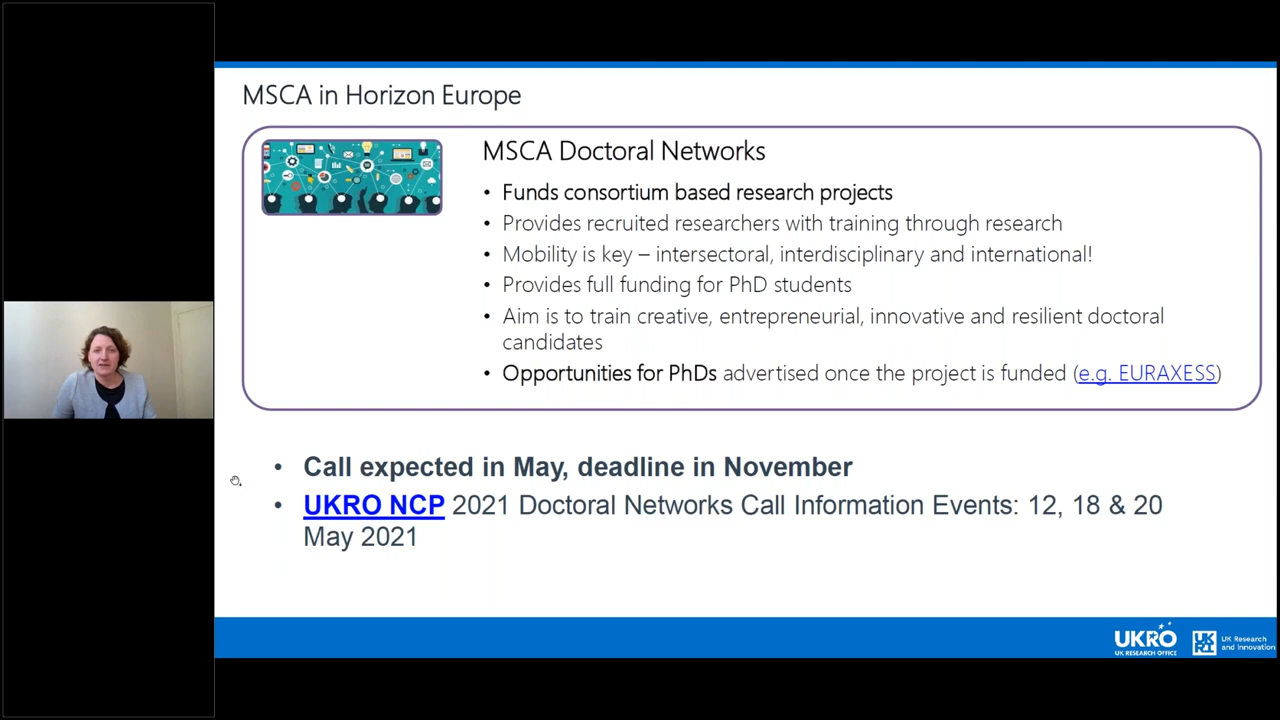 MSCA in Horizon Europe
MSCA Doctoral Networks
• Funds consortium based research projects
• Provides recruited researchers with training through research
• Mobility is key – intersectoral, interdisciplinary and international!
• Provides full funding for PhD students
• Aim is to train creative, entrepreneurial, innovative and resilient doctoral
candidates
• Opportunities for PhDs advertised once the project is funded (e.g. EURAXESS)
• Call expected in May, deadline in November
• UKRO NCP 2021 Doctoral Networks Call Information Events: 12, 18 & 20
May 2021
UKRO
UK RESEARCH OFFICE
UKRI
UK Research
and Innovation